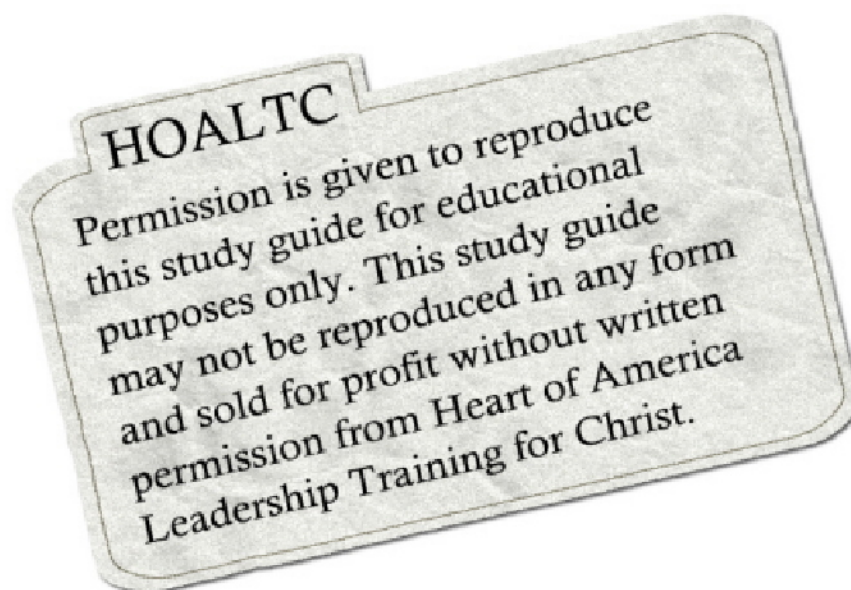 HOALTC
Permission is given to reproduce
this study guide for educational
purposes only. This study guide
may not be reproduced in any form
and sold for profit without written
permission from Heart of America
Leadership Training for Christ.